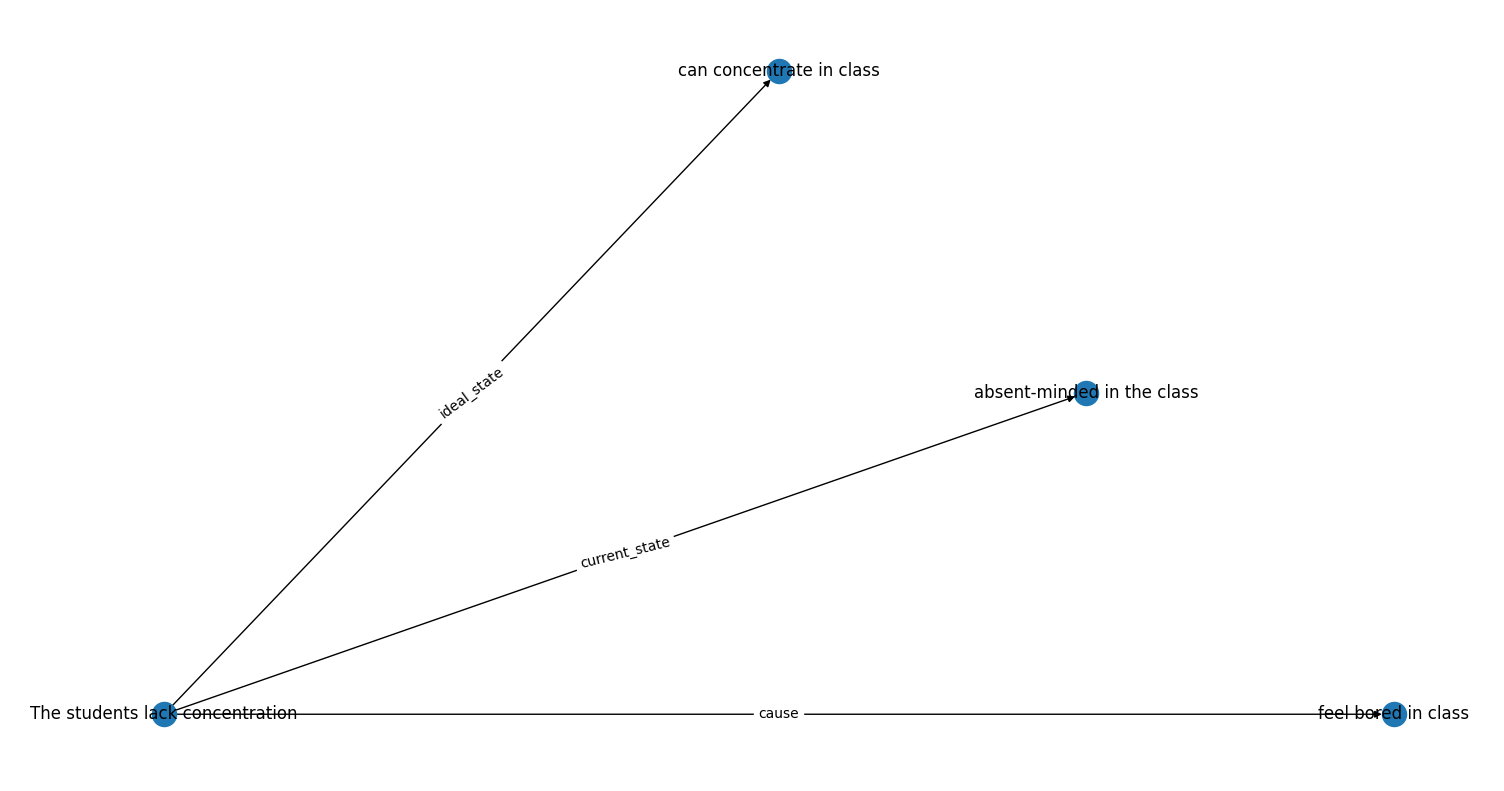 can concentrate in class
ideal_state
absent-minded in the class
current_state
The students lack concentration
cause
feel bored in class